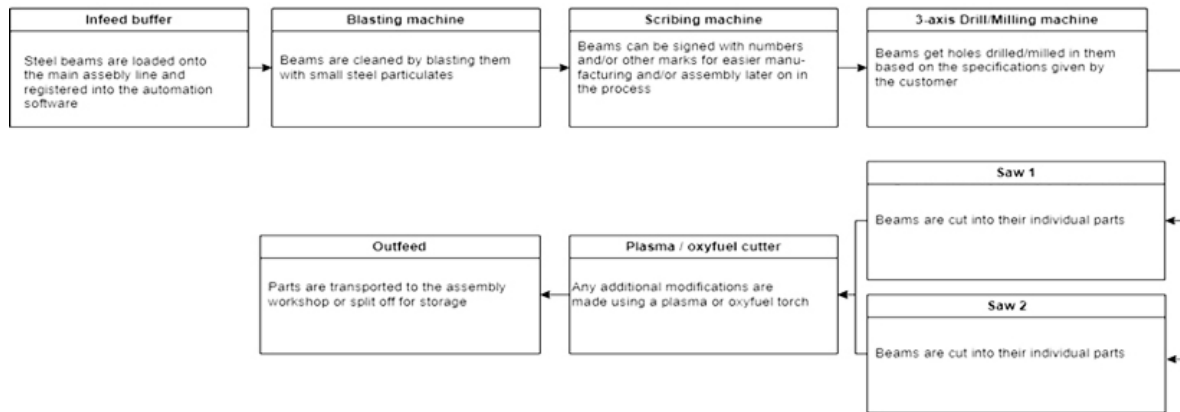 Infeed buffer
Steel beams are loaded onto
the main assebly line and
registered into the automation
software
Blasting machine
Beams are cleaned by blasting them
with small steel particulates
Scribing machine
Beams can be signed with numbers
and/or other marks for easier manu-
facturing and/or assembly later on in
the process
3-axis Drill/Milling machine
Beams get holes drilled/milled in them
based on the specifications given by
the customer
Saw 1
Beams are cut into their individual parts
Saw 2
Beams are cut into their individual parts
Plasma / oxyfuel cutter
Any additional modifications are
made using a plasma or oxyfuel torch
Outfeed
Parts are transported to the assembly
workshop or split off for storage